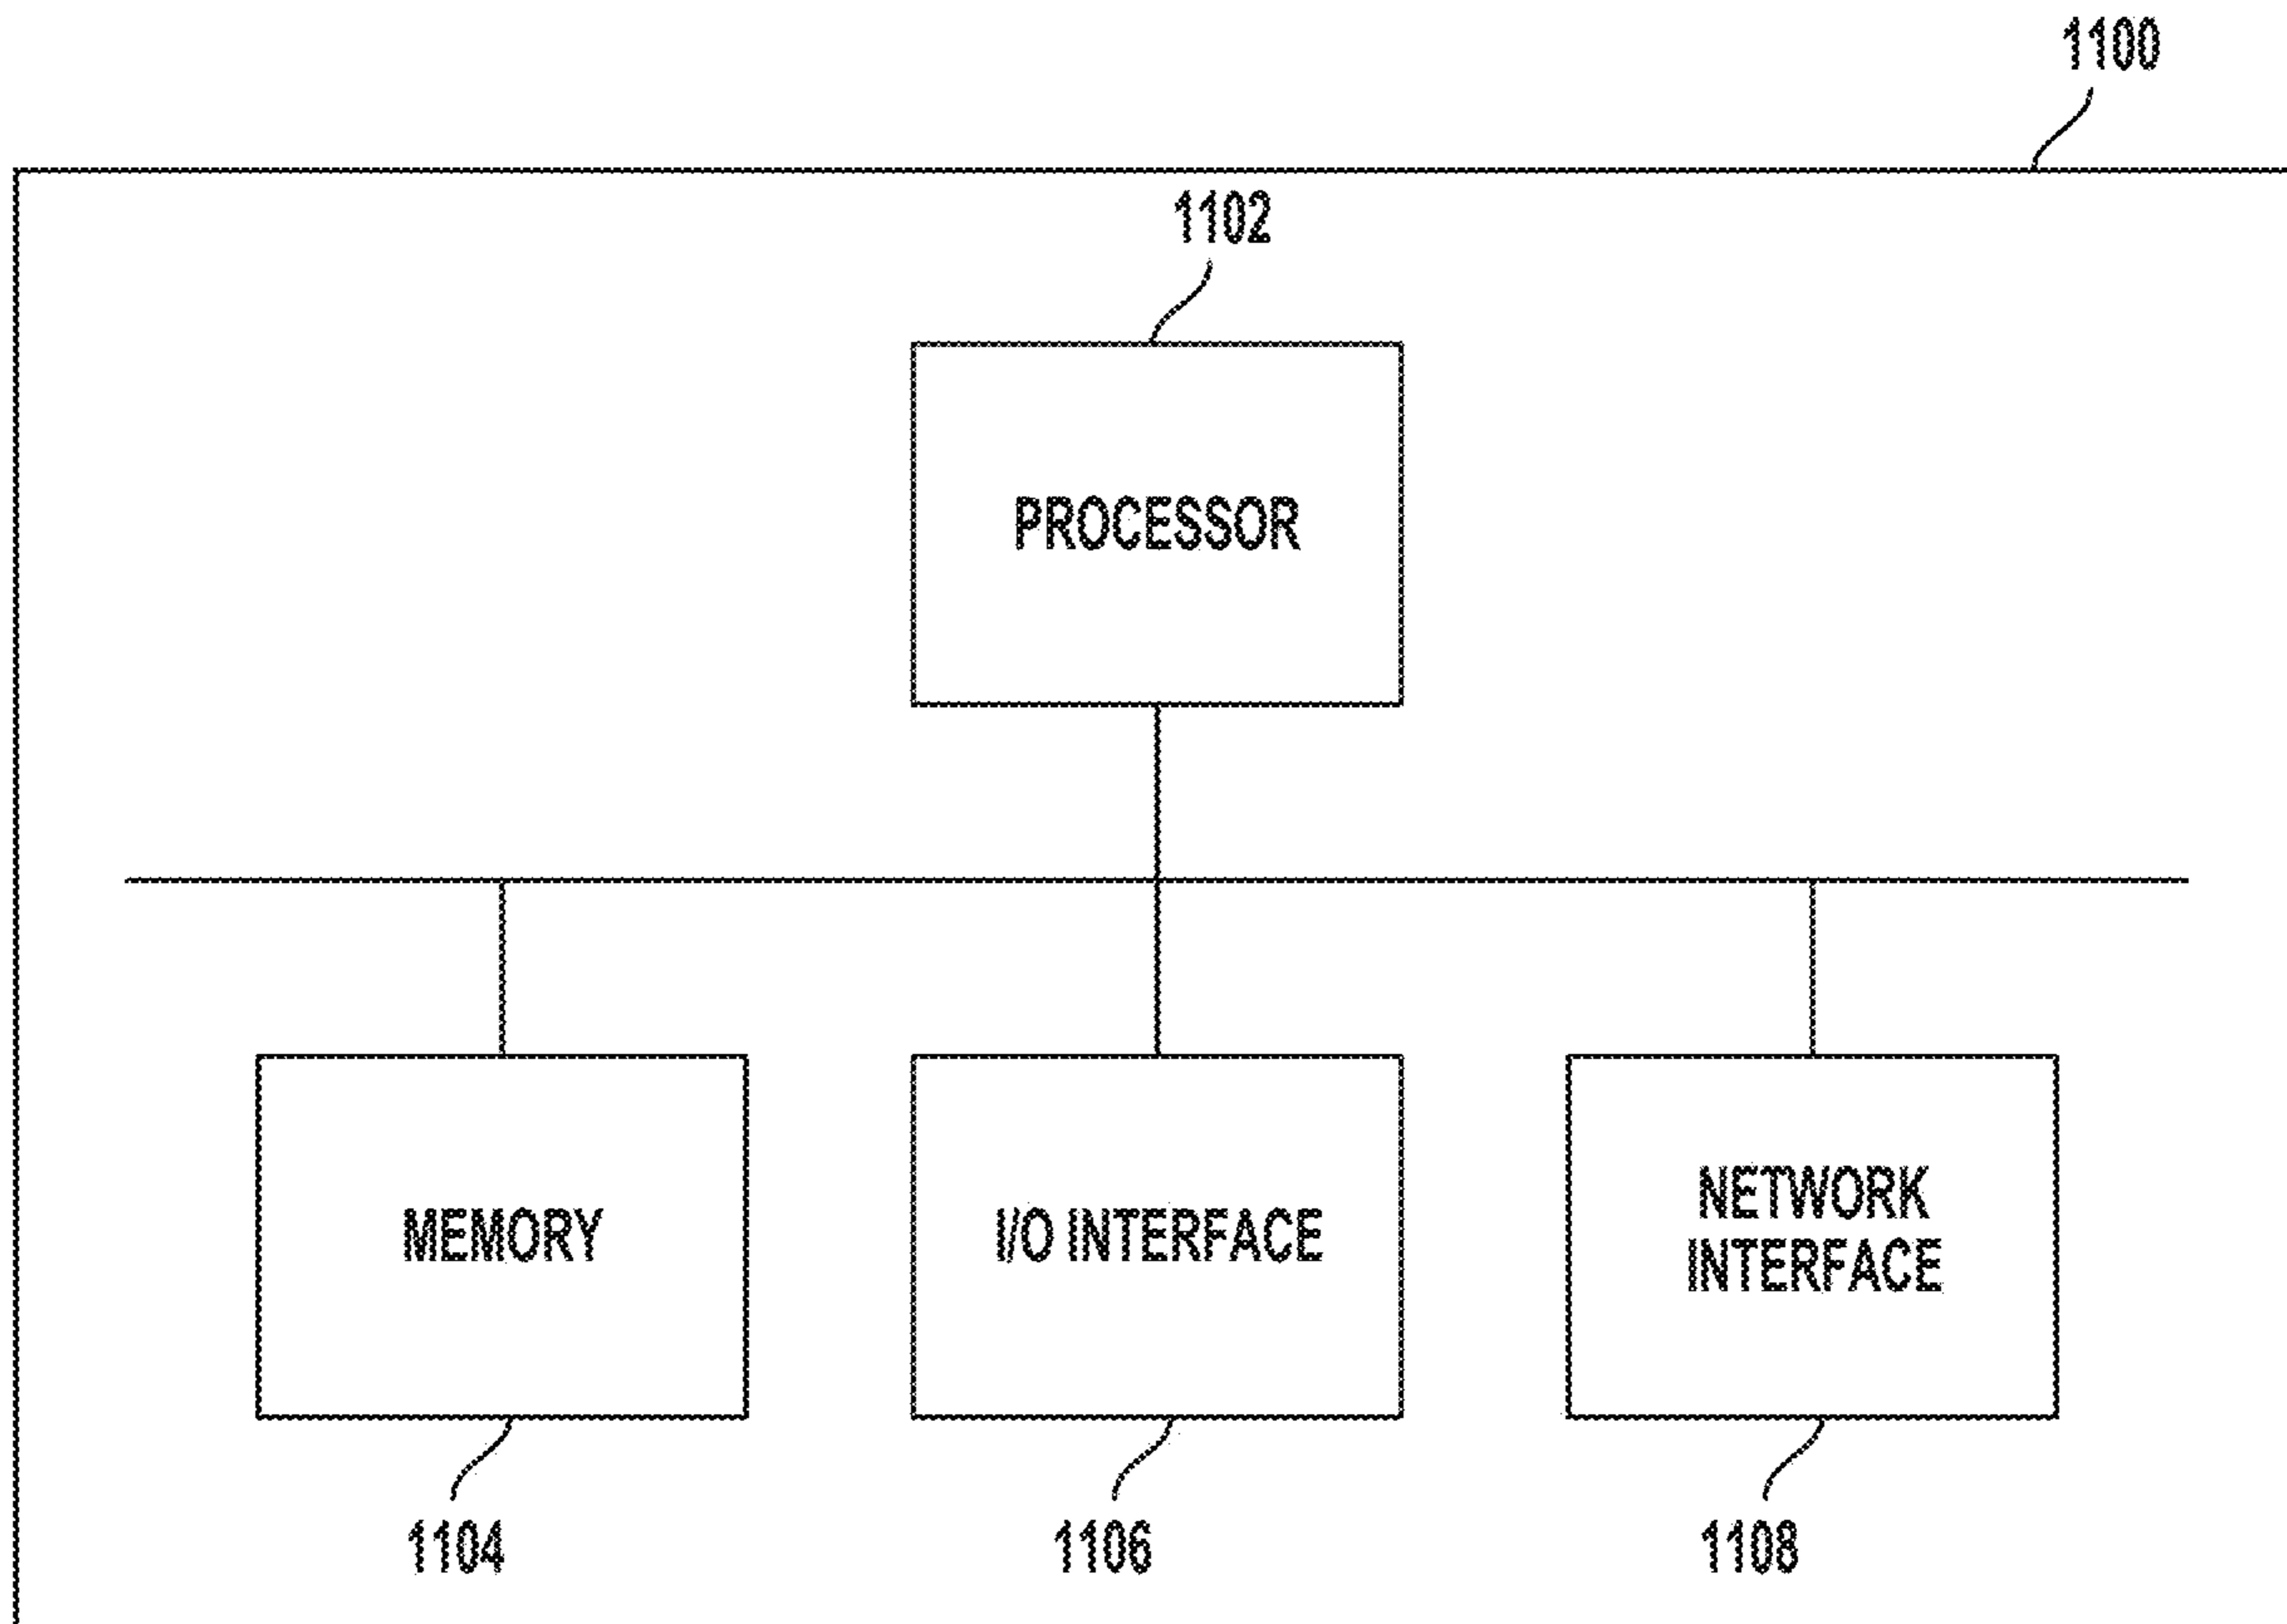 1100
1102
PROCESSOR
MEMORY
I/O INTERFACE
NETWORK
INTERFACE
1104
1106
1108